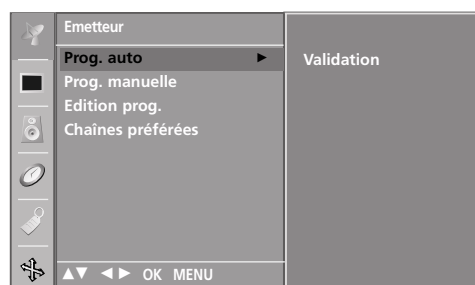 Emetteur
Prog. auto ►
Validation
Prog. manuelle
Edition prog.
Chaînes préférées
▲▼ ◄► OK MENU